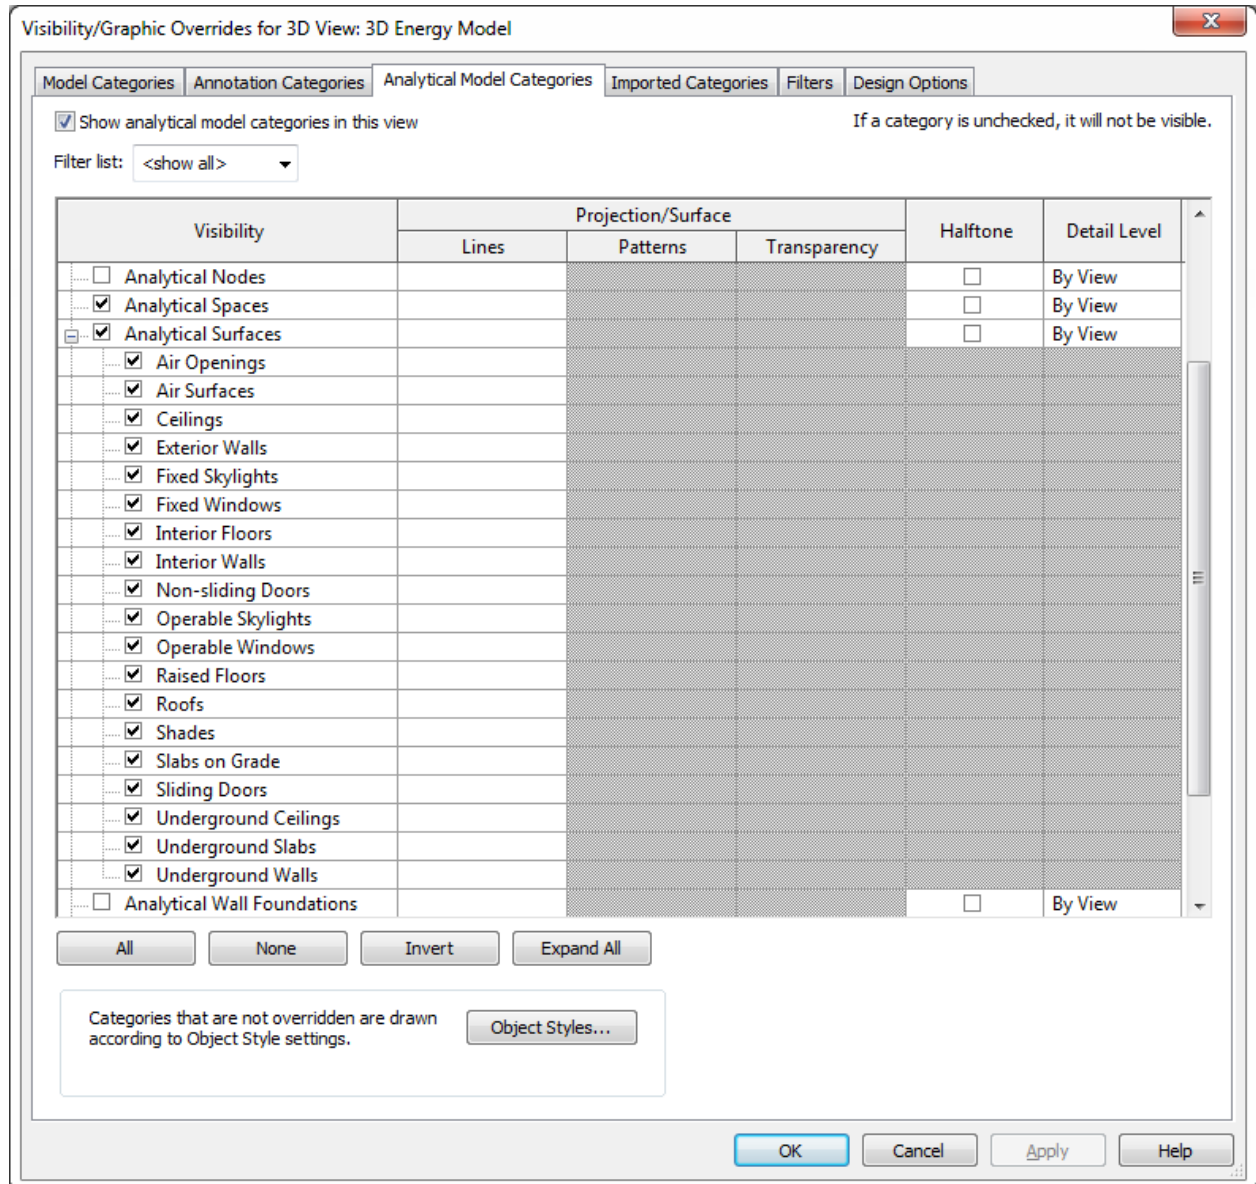 Visibility/Graphic Overrides for 3D View: 3D Energy Model
Model Categories Annotation Categories Analytical Model Categories Imported Categories Filters Design Options
Show analytical model categories in this view If a category is unchecked, it will not be visible.
Filter list: <show all>
Visibility Projection/Surface Halftone Detail Level
Lines Patterns Transparency
Analytical Nodes By View
Analytical Spaces By View
Analytical Surfaces By View
Air Openings
Air Surfaces
Ceilings
Exterior Walls
Fixed Skylights
Fixed Windows
Interior Floors
Interior Walls
Non-sliding Doors
Operable Skylights
Operable Windows
Raised Floors
Roofs
Shades
Slabs on Grade
Sliding Doors
Underground Ceilings
Underground Slabs
Underground Walls
Analytical Wall Foundations By View
All None Invert Expand All
Categories that are not overridden are drawn
according to Object Style settings.
Object Styles...
OK Cancel Apply Help